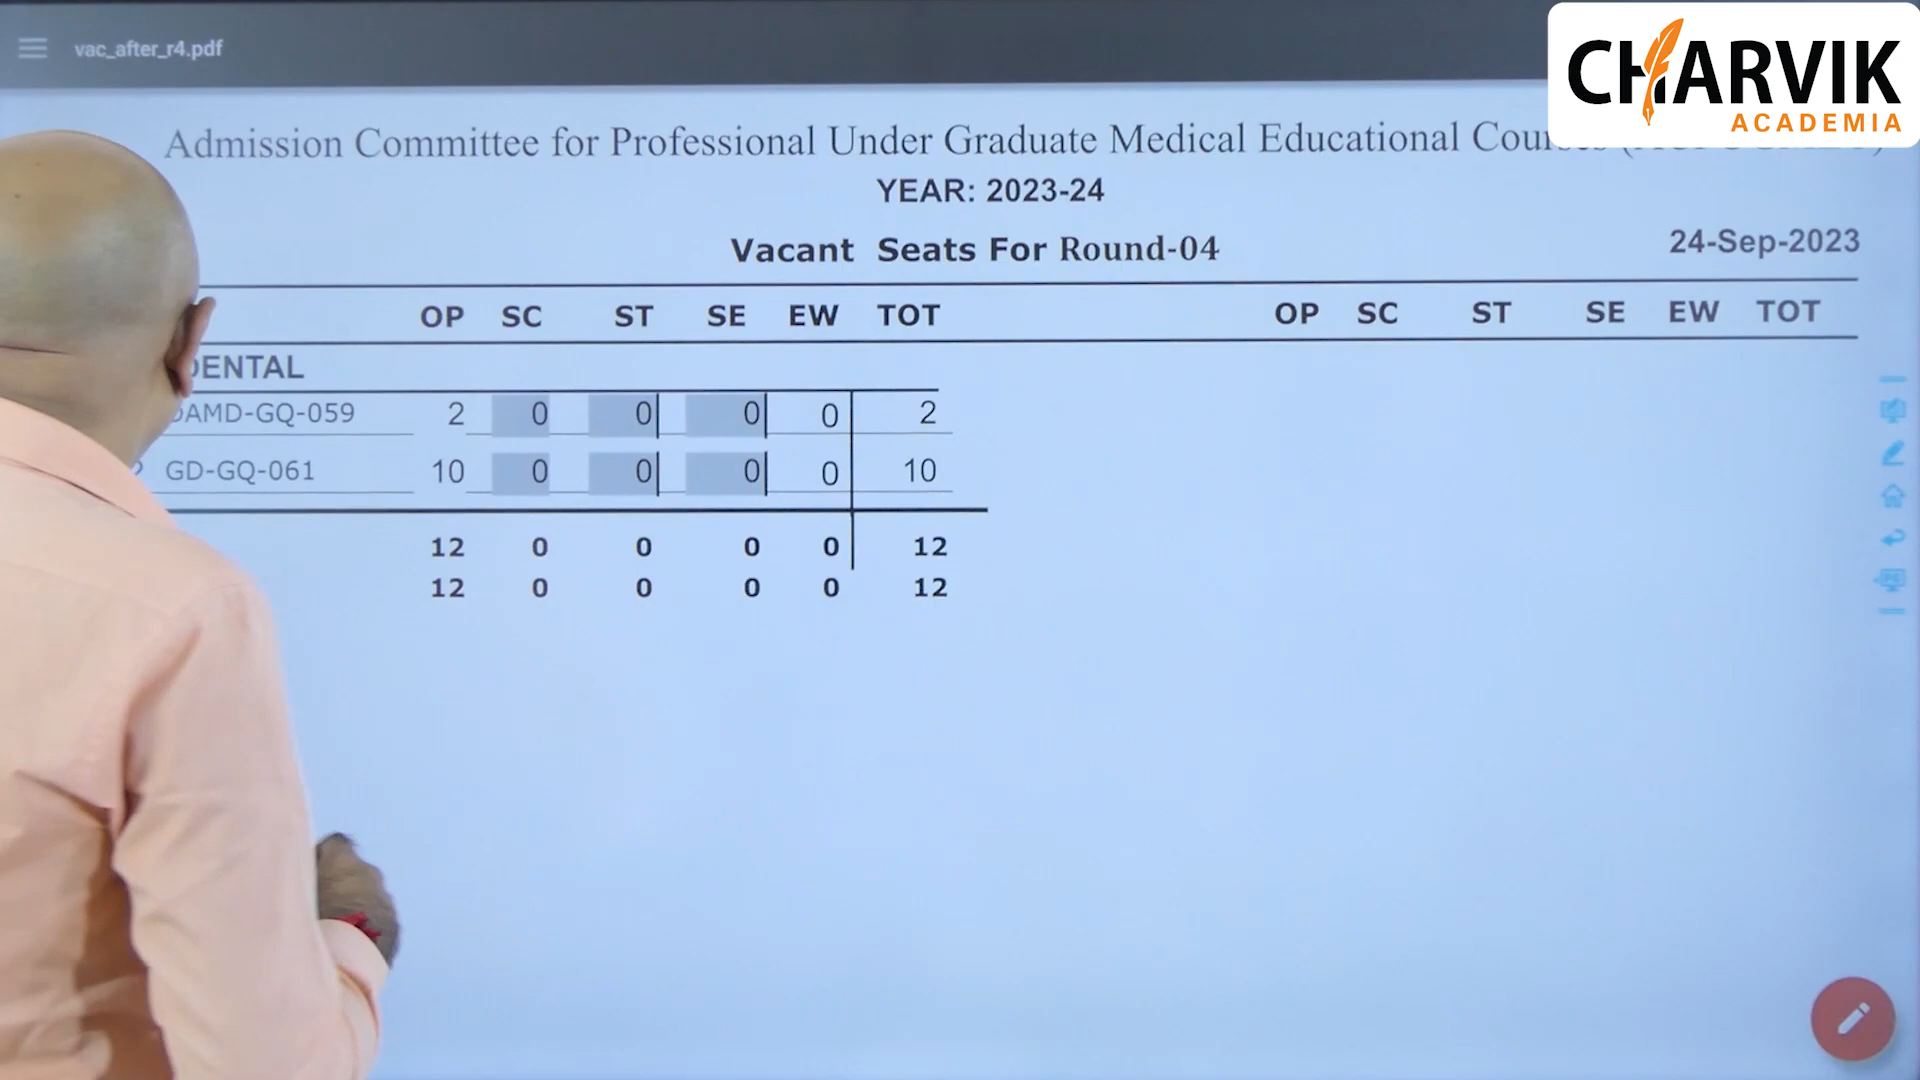 vac_after_r4.pdf
CHARVIK
ACADEMIA
Admission Committee for Professional Under Graduate Medical Educational
YEAR: 2023-24
Vacant Seats For Round-04
24-Sep-2023
OP SC ST SE EW TOT OP SC ST SE EW TOT
DENTAL
DAMD-GQ-059 2 0 0 0 0 2
GD-GQ-061 10 0 0 0 0 10
12 0 0 0 0 12
12 0 0 0 0 12